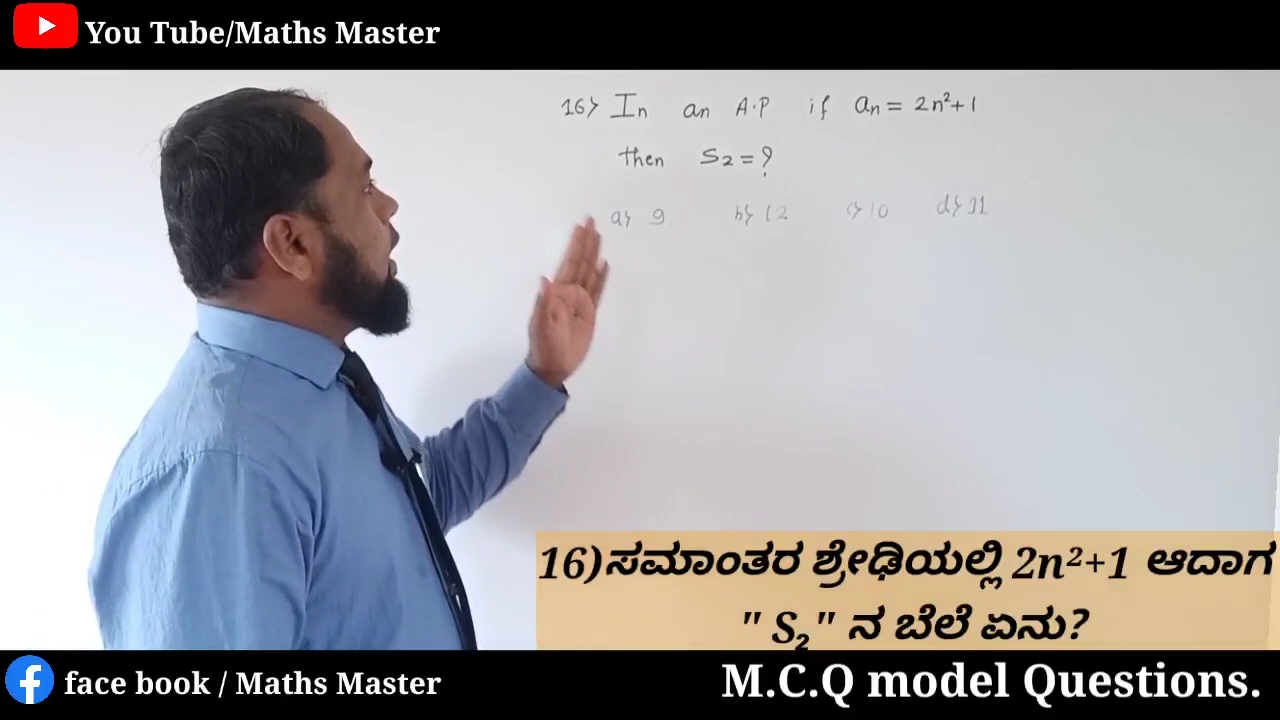 You Tube/Maths Master
16) In an A.P if aₙ = 2n²+1
then S₂ = ?
a) 9 b) 12 c) 10 d) 11
16)ಸಮಾಂತರ ಶ್ರೇಢಿಯಲ್ಲಿ 2n²+1 ಆದಾಗ
" S₂" ನ ಬೆಲೆ ಏನು?
face book / Maths Master
M.C.Q model Questions.